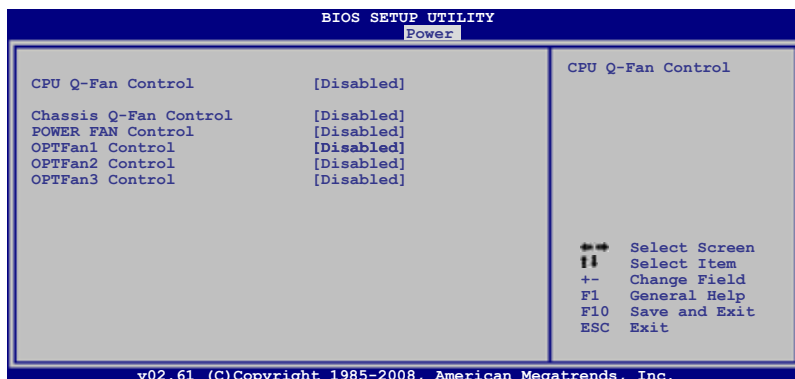 BIOS SETUP UTILITY
Power
CPU Q-Fan Control [Disabled]
Chassis Q-Fan Control [Disabled]
POWER FAN Control [Disabled]
OPTFan1 Control [Disabled]
OPTFan2 Control [Disabled]
OPTFan3 Control [Disabled]
CPU Q-Fan Control
Select Screen
Select Item
+- Change Field
F1 General Help
F10 Save and Exit
ESC Exit
v02.61 (C)Copyright 1985-2008, American Megatrends, Inc.